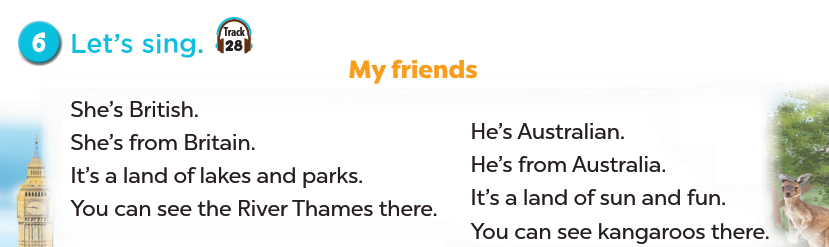 6 Let's sing. Track 28
My friends
She's British.
She's from Britain.
It's a land of lakes and parks.
You can see the River Thames there.
He's Australian.
He's from Australia.
It's a land of sun and fun.
You can see kangaroos there.